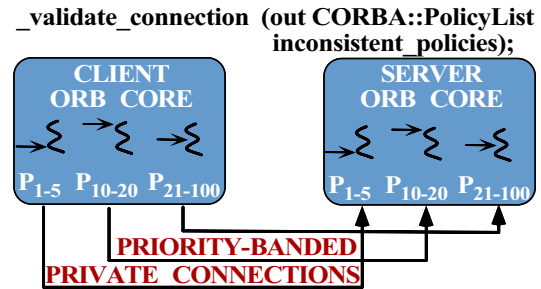 _validate_connection (out CORBA::PolicyList
inconsistent_policies);
CLIENT
ORB CORE
P1-5 P10-20 P21-100
SERVER
ORB CORE
P1-5 P10-20 P21-100
PRIORITY-BANDED
PRIVATE CONNECTIONS